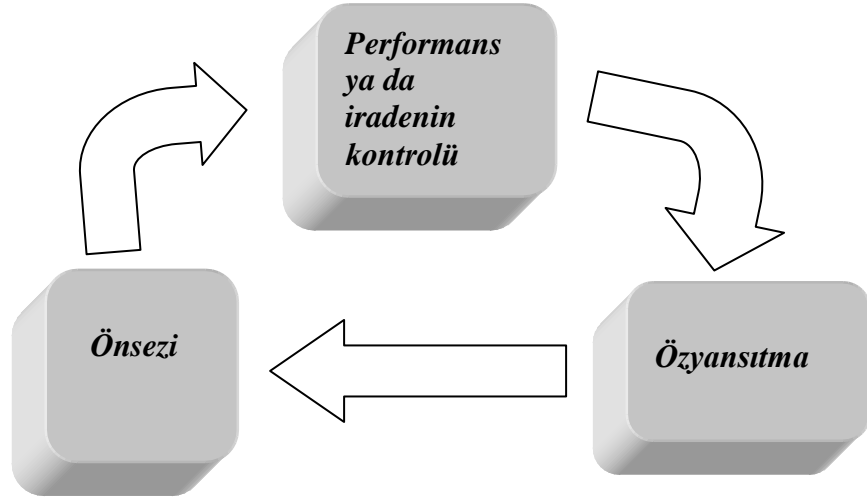 Performans
ya da
iradenin
kontrolü
Önsezi
Özyansıtma